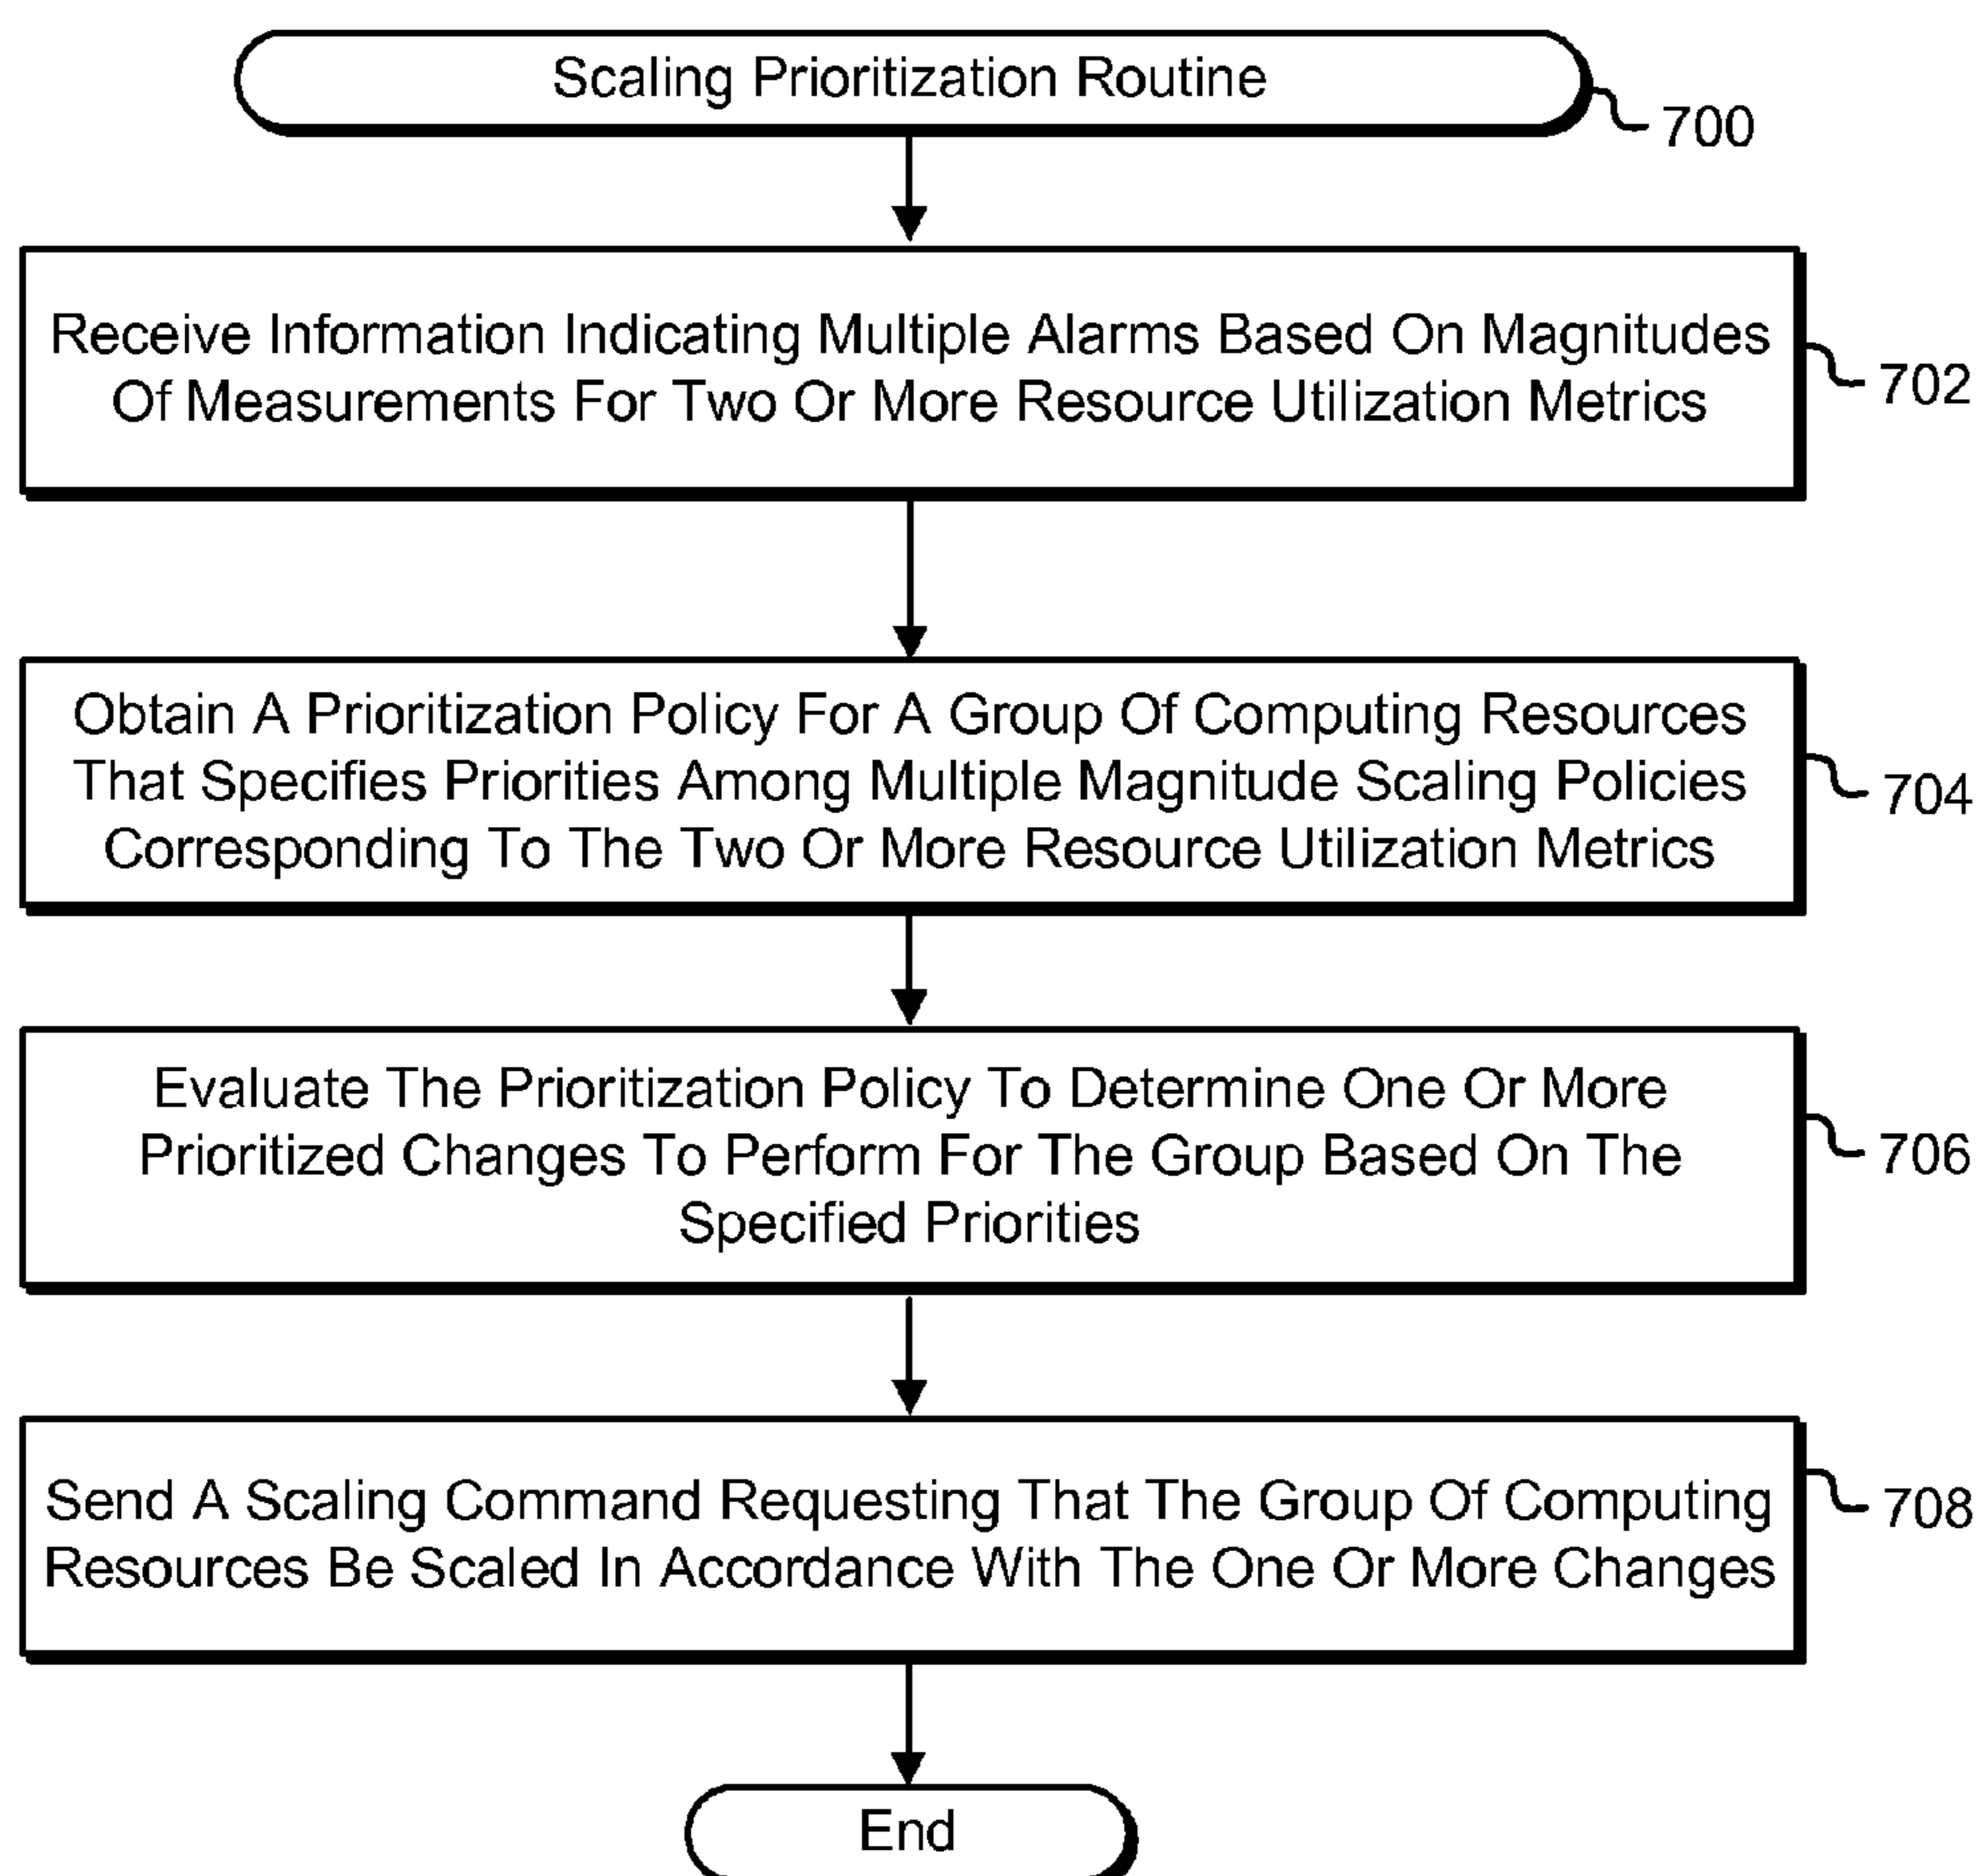 Scaling Prioritization Routine
700
Receive Information Indicating Multiple Alarms Based On Magnitudes
Of Measurements For Two Or More Resource Utilization Metrics
702
Obtain A Prioritization Policy For A Group Of Computing Resources
That Specifies Priorities Among Multiple Magnitude Scaling Policies
Corresponding To The Two Or More Resource Utilization Metrics
704
Evaluate The Prioritization Policy To Determine One Or More
Prioritized Changes To Perform For The Group Based On The
Specified Priorities
706
Send A Scaling Command Requesting That The Group Of Computing
Resources Be Scaled In Accordance With The One Or More Changes
708
End